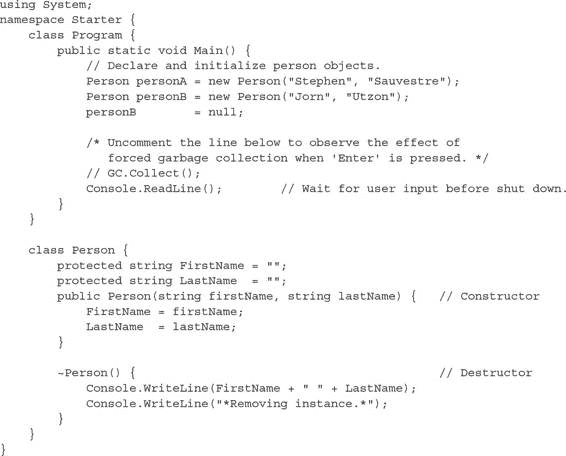 using System;
namespace Starter {
    class Program {
        public static void Main() {
            // Declare and initialize person objects.
            Person personA = new Person("Stephen", "Sauvestre");
            Person personB = new Person("Jorn", "Utzon");
            personB        = null;

            /* Uncomment the line below to observe the effect of
               forced garbage collection when 'Enter' is pressed. */
            // GC.Collect();
            Console.ReadLine();        // Wait for user input before shut down.
        }
    }

    class Person {
        protected string FirstName = "";
        protected string LastName  = "";
        public Person(string firstName, string lastName) {   // Constructor
            FirstName = firstName;
            LastName  = lastName;
        }

        ~Person() {                                          // Destructor
            Console.WriteLine(FirstName + " " + LastName);
            Console.WriteLine("*Removing instance.*");
        }
    }
}